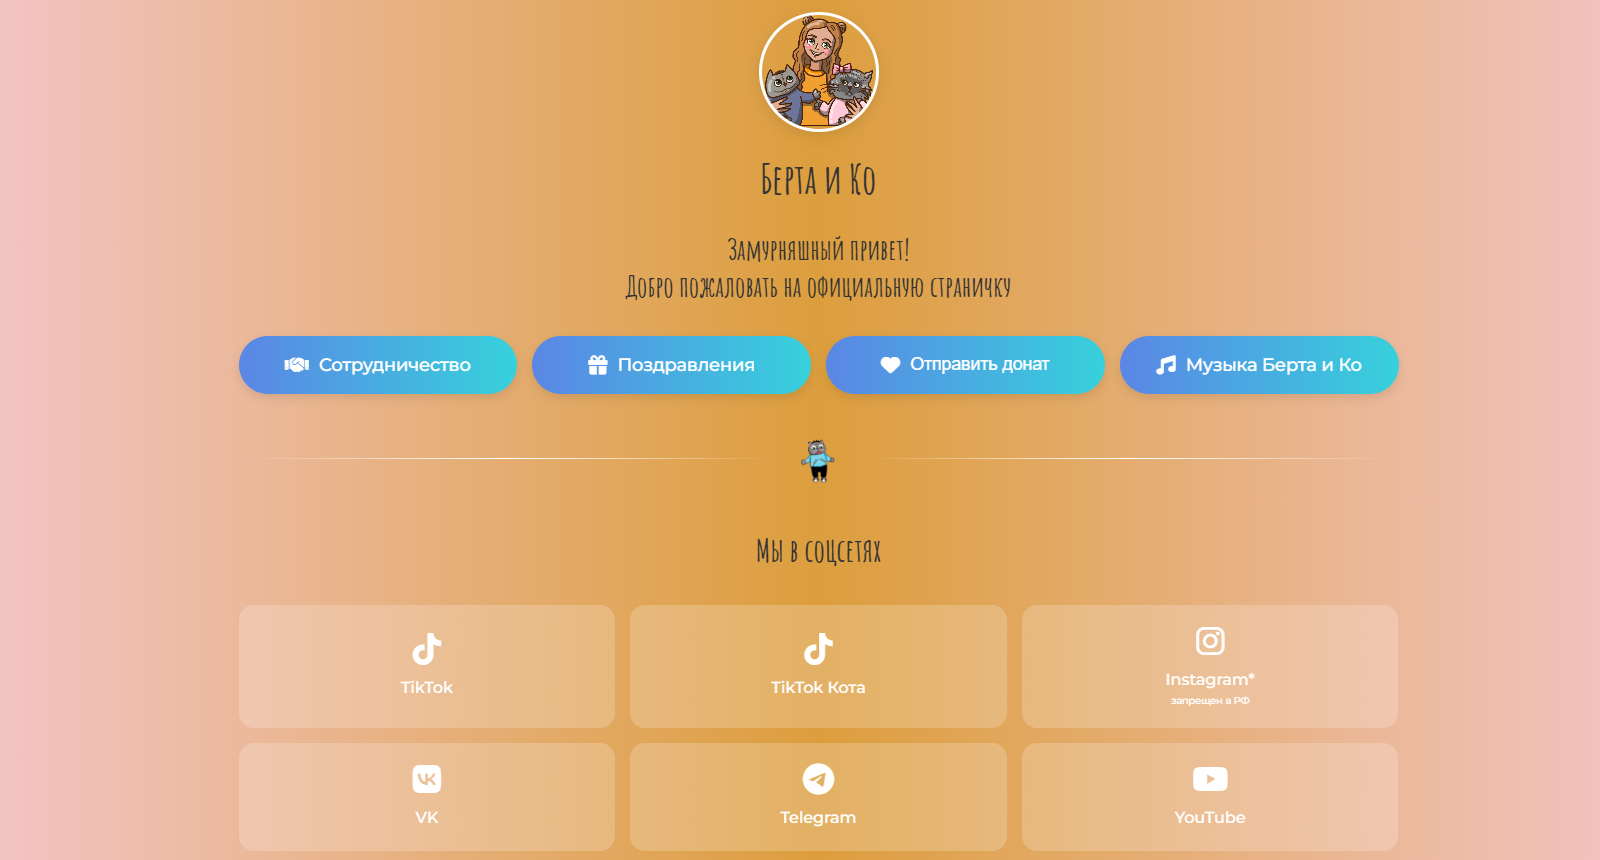 Берта и Ко
Замурняшный привет!
Добро пожаловать на официальную страничку
Сотрудничество
Поздравления
Отправить донат
Музыка Берта и Ко
Мы в соцсетях
TikTok
TikTok Кота
Instagram*
запрещен в РФ
VK
Telegram
YouTube